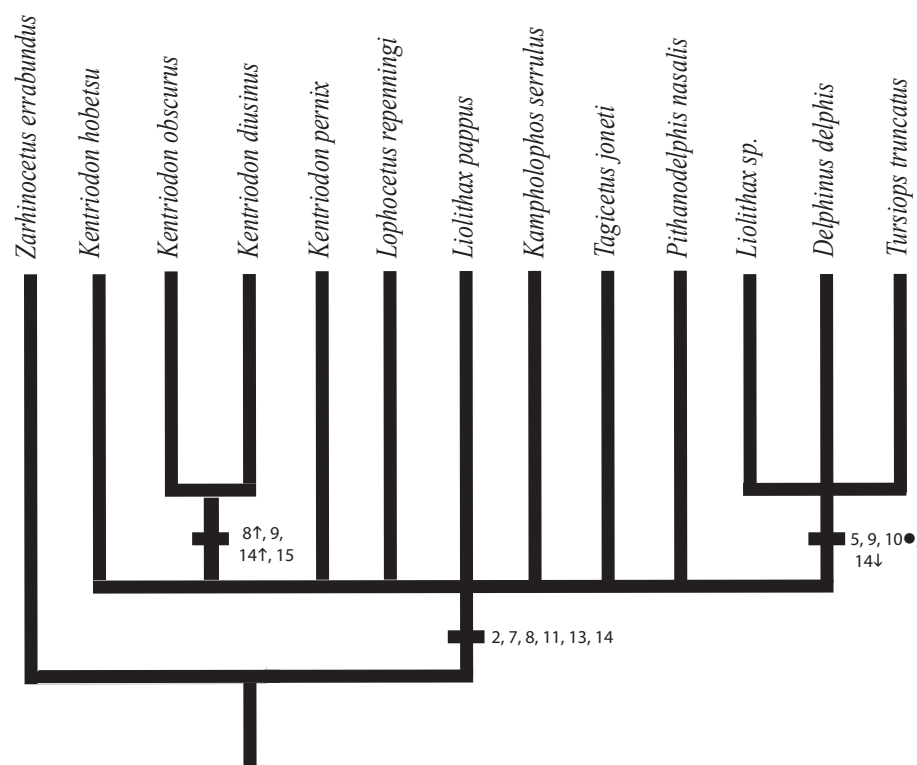 Zarhinocetus errabundus
Kentriodon hobetsu
Kentriodon obscurus
Kentriodon diusinus
Kentriodon pernix
Lophocetus repenningi
Liolithax pappus
Kampholophos serrulus
Tagicetus joneti
Pithanodelphis nasalis
Liolithax sp.
Delphinus delphis
Tursiops truncatus
8↑, 9,
14↑, 15
5, 9, 10●,
14↓
2, 7, 8, 11, 13, 14